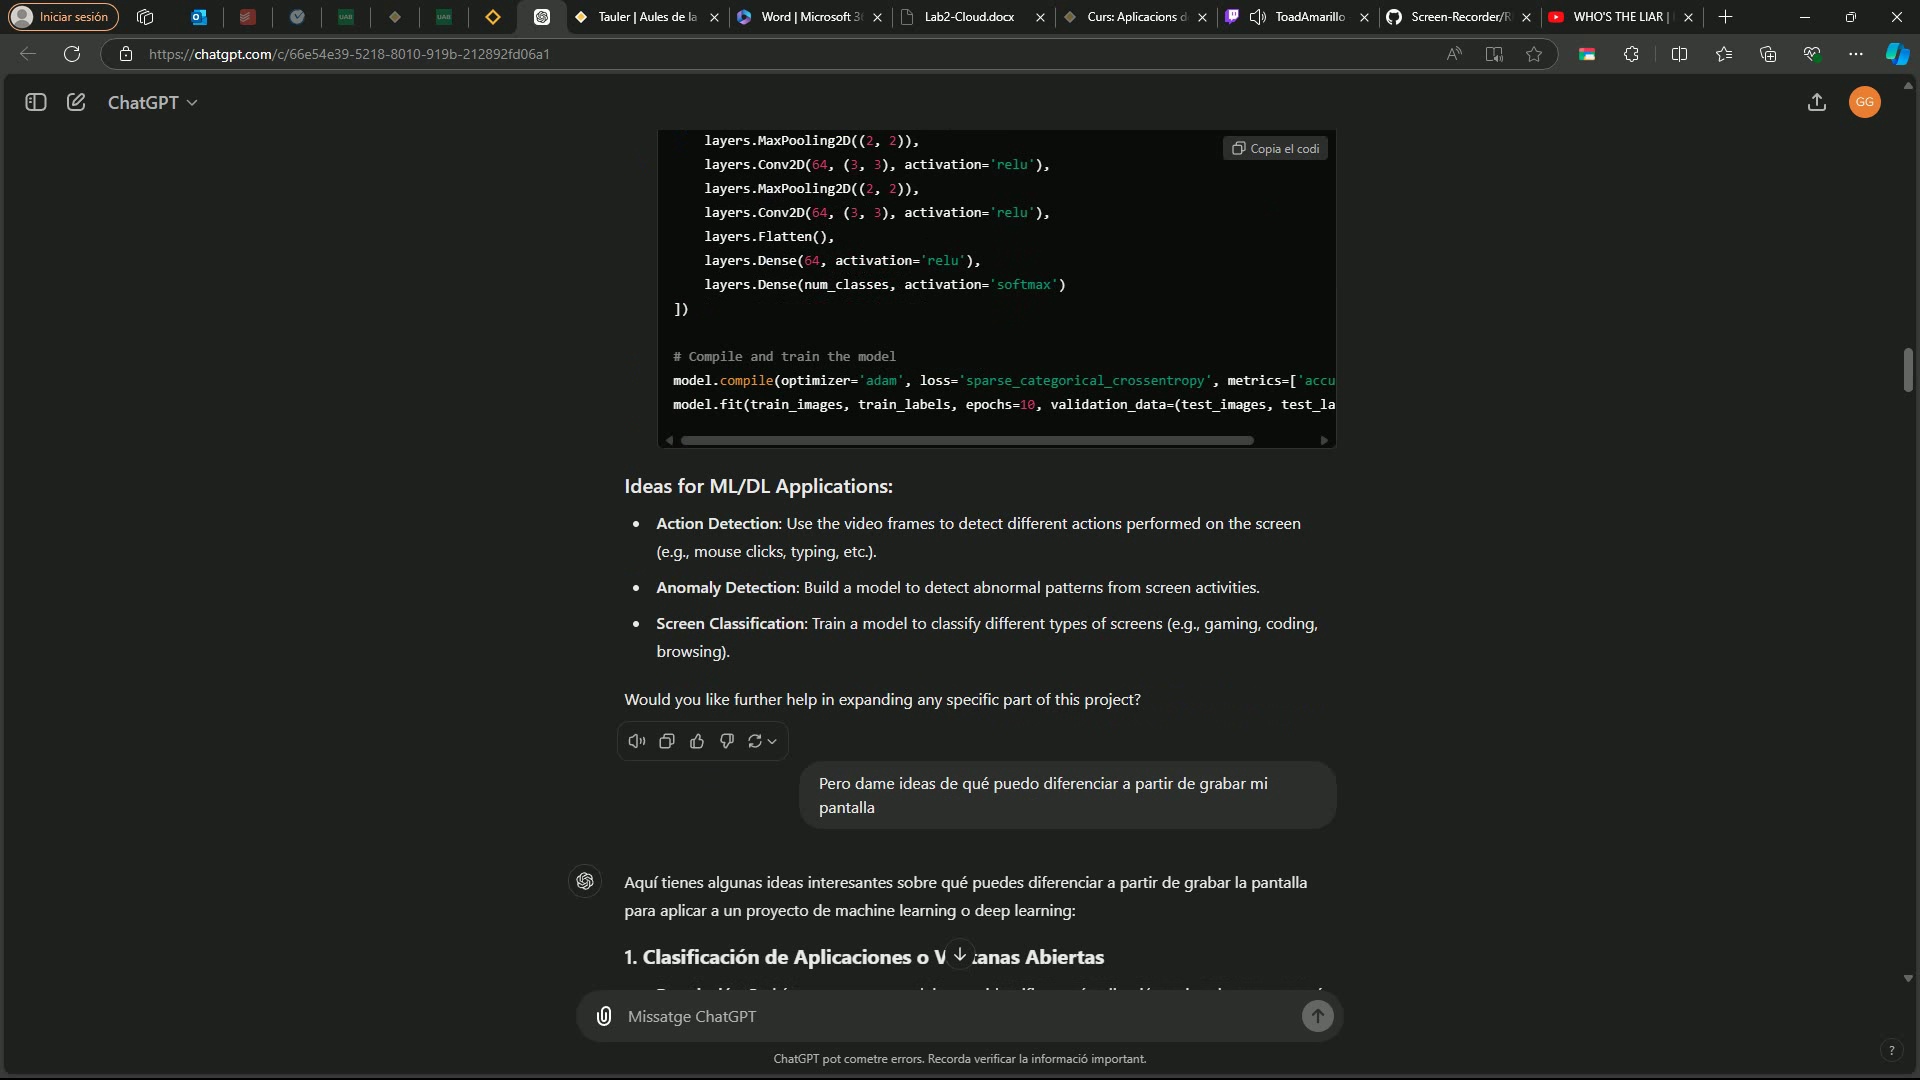 Iniciar sesión
UAB
UAB
Tauler | Aules de la
Word | Microsoft 3
Lab2-Cloud.docx
Curs: Aplicacions d
ToadAmarillo
Screen-Recorder/R
WHO'S THE LIAR |
https://chatgpt.com/c/66e54e39-5218-8010-919b-212892fd06a1
ChatGPT
GG
layers.MaxPooling2D((2, 2)),
Copia el codi
layers.Conv2D(64, (3, 3), activation='relu'),
layers.MaxPooling2D((2, 2)),
layers.Conv2D(64, (3, 3), activation='relu'),
layers.Flatten(),
layers.Dense(64, activation='relu'),
layers.Dense(num_classes, activation='softmax')
])
# Compile and train the model
model.compile(optimizer='adam', loss='sparse_categorical_crossentropy', metrics=['accu
model.fit(train_images, train_labels, epochs=10, validation_data=(test_images, test_la
Ideas for ML/DL Applications:
• Action Detection: Use the video frames to detect different actions performed on the screen
(e.g., mouse clicks, typing, etc.).
• Anomaly Detection: Build a model to detect abnormal patterns from screen activities.
• Screen Classification: Train a model to classify different types of screens (e.g., gaming, coding,
browsing).
Would you like further help in expanding any specific part of this project?
Pero dame ideas de qué puedo diferenciar a partir de grabar mi
pantalla
Aquí tienes algunas ideas interesantes sobre qué puedes diferenciar a partir de grabar la pantalla
para aplicar a un proyecto de machine learning o deep learning:
1. Clasificación de Aplicaciones o Ventanas Abiertas
Missatge ChatGPT
ChatGPT pot cometre errors. Recorda verificar la informació important.
?